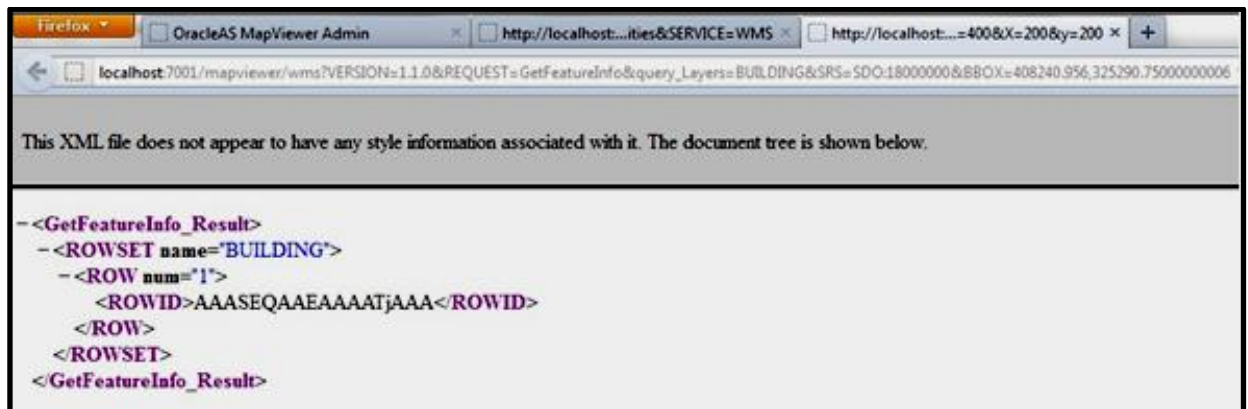 Firefox
OracleAS MapViewer Admin
http://localhost:...ities&SERVICE=WMS
http://localhost:...=400&X=200&y=200
localhost:7001/mapviewer/wms?VERSION=1.1.0&REQUEST=GetFeatureInfo&query_Layers=BUILDING&SRS=SDO:18000000&BBOX=408240.956,325290.75000000006
This XML file does not appear to have any style information associated with it. The document tree is shown below.
- <GetFeatureInfo_Result>
- <ROWSET name="BUILDING">
- <ROW num="1">
<ROWID>AAASEQAAEAAAATjAAA</ROWID>
</ROW>
</ROWSET>
</GetFeatureInfo_Result>